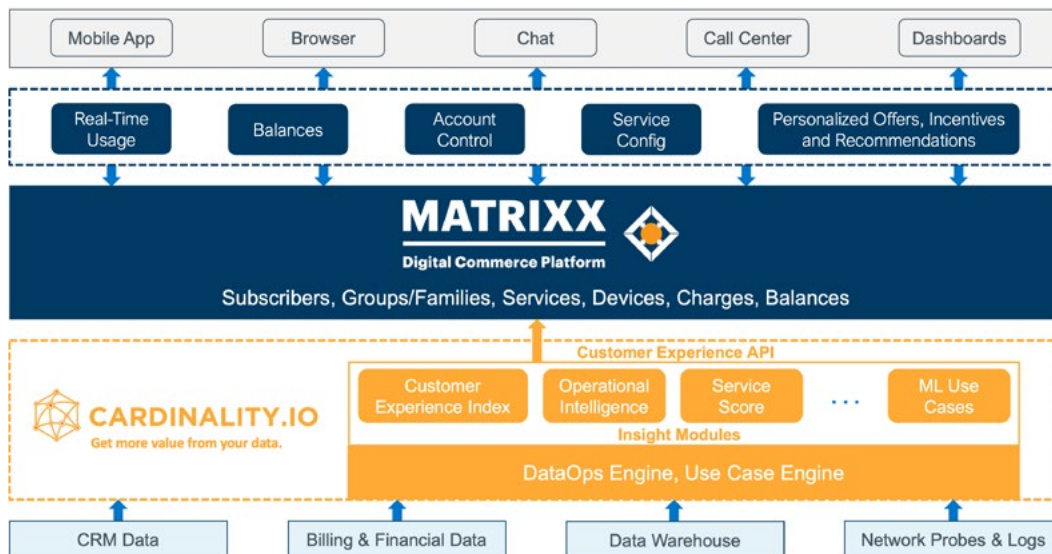 Mobile App
Browser
Chat
Call Center
Dashboards
Real-Time
Usage
Balances
Account
Control
Service
Config
Personalized Offers, Incentives
and Recommendations
MATRIXX
Digital Commerce Platform
Subscribers, Groups/Families, Services, Devices, Charges, Balances
Customer Experience API
CARDINALITY.IO
Get more value from your data.
Customer
Experience Index
Operational
Intelligence
Service
Score
...
ML Use
Cases
Insight Modules
DataOps Engine, Use Case Engine
CRM Data
Billing & Financial Data
Data Warehouse
Network Probes & Logs